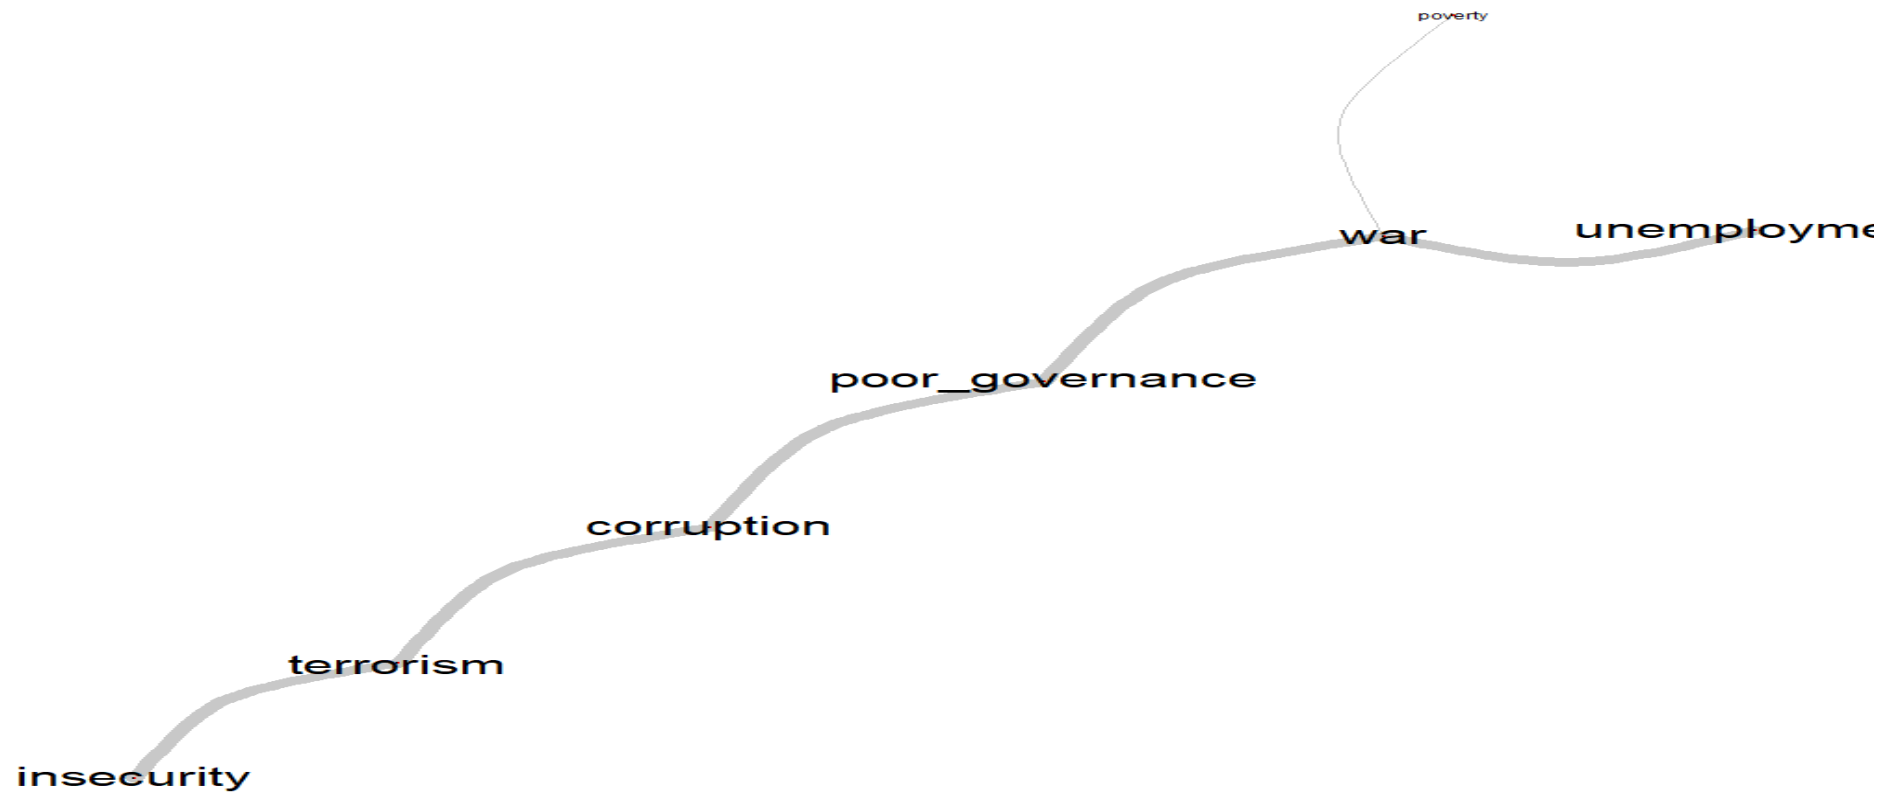 poverty
war
unemployme
poor_governance
corruption
terrorism
insecurity